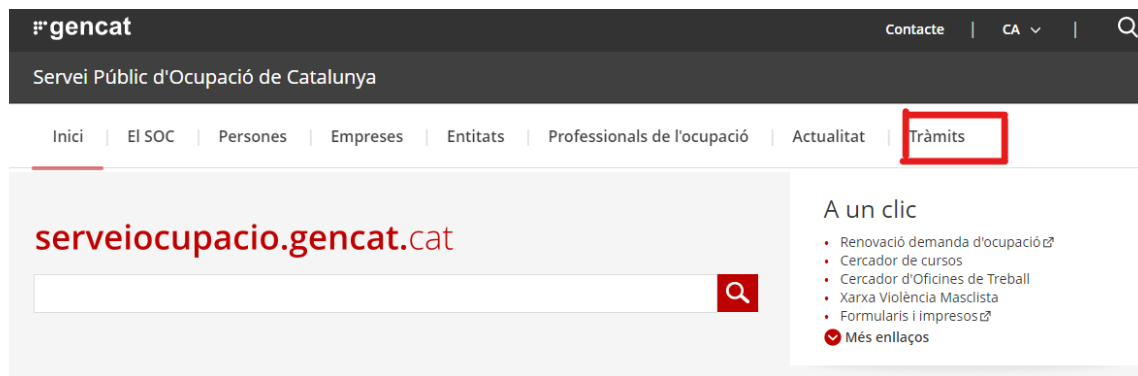 gencat
Contacte | CA |
Servei Públic d'Ocupació de Catalunya
Inici | El SOC | Persones | Empreses | Entitats | Professionals de l'ocupació | Actualitat | Tràmits
serveiocupacio.gencat.cat
A un clic
Renovació demanda d'ocupació
Cercador de cursos
Cercador d'Oficines de Treball
Xarxa Violència Masclista
Formularis i impresos
Més enllaços